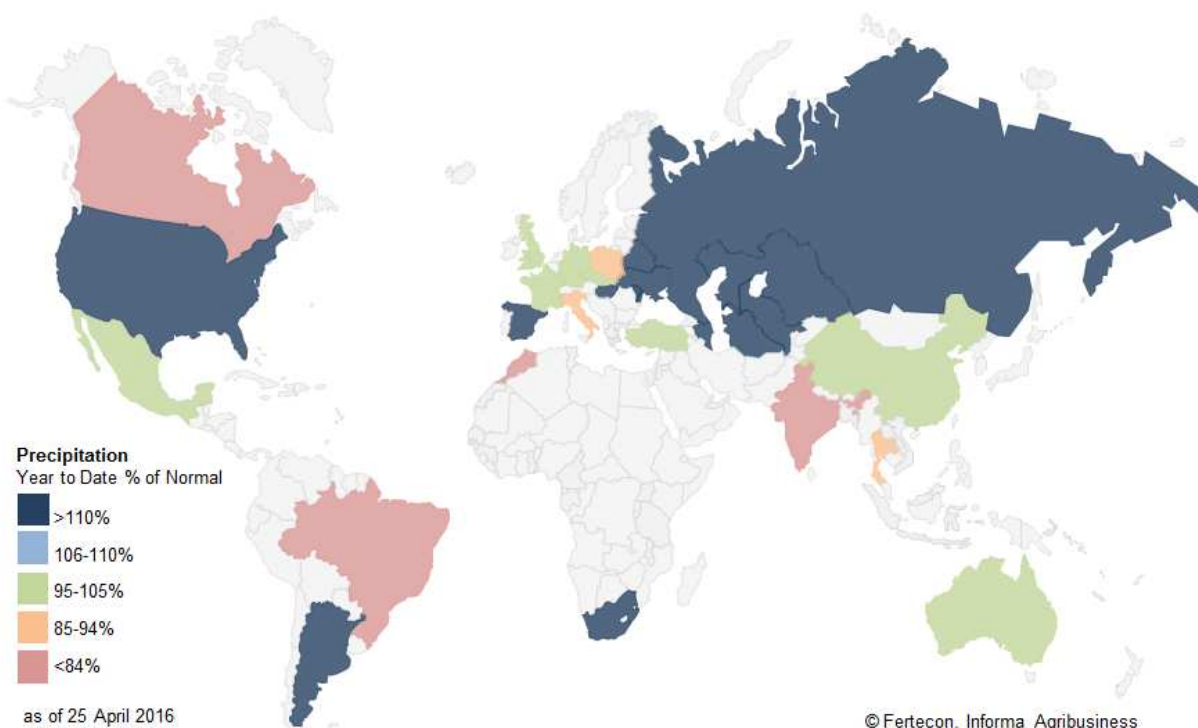 Precipitation
Year to Date % of Normal
>110%
106-110%
95-105%
85-94%
<84%
as of 25 April 2016
© Fertecon, Informa Agribusiness